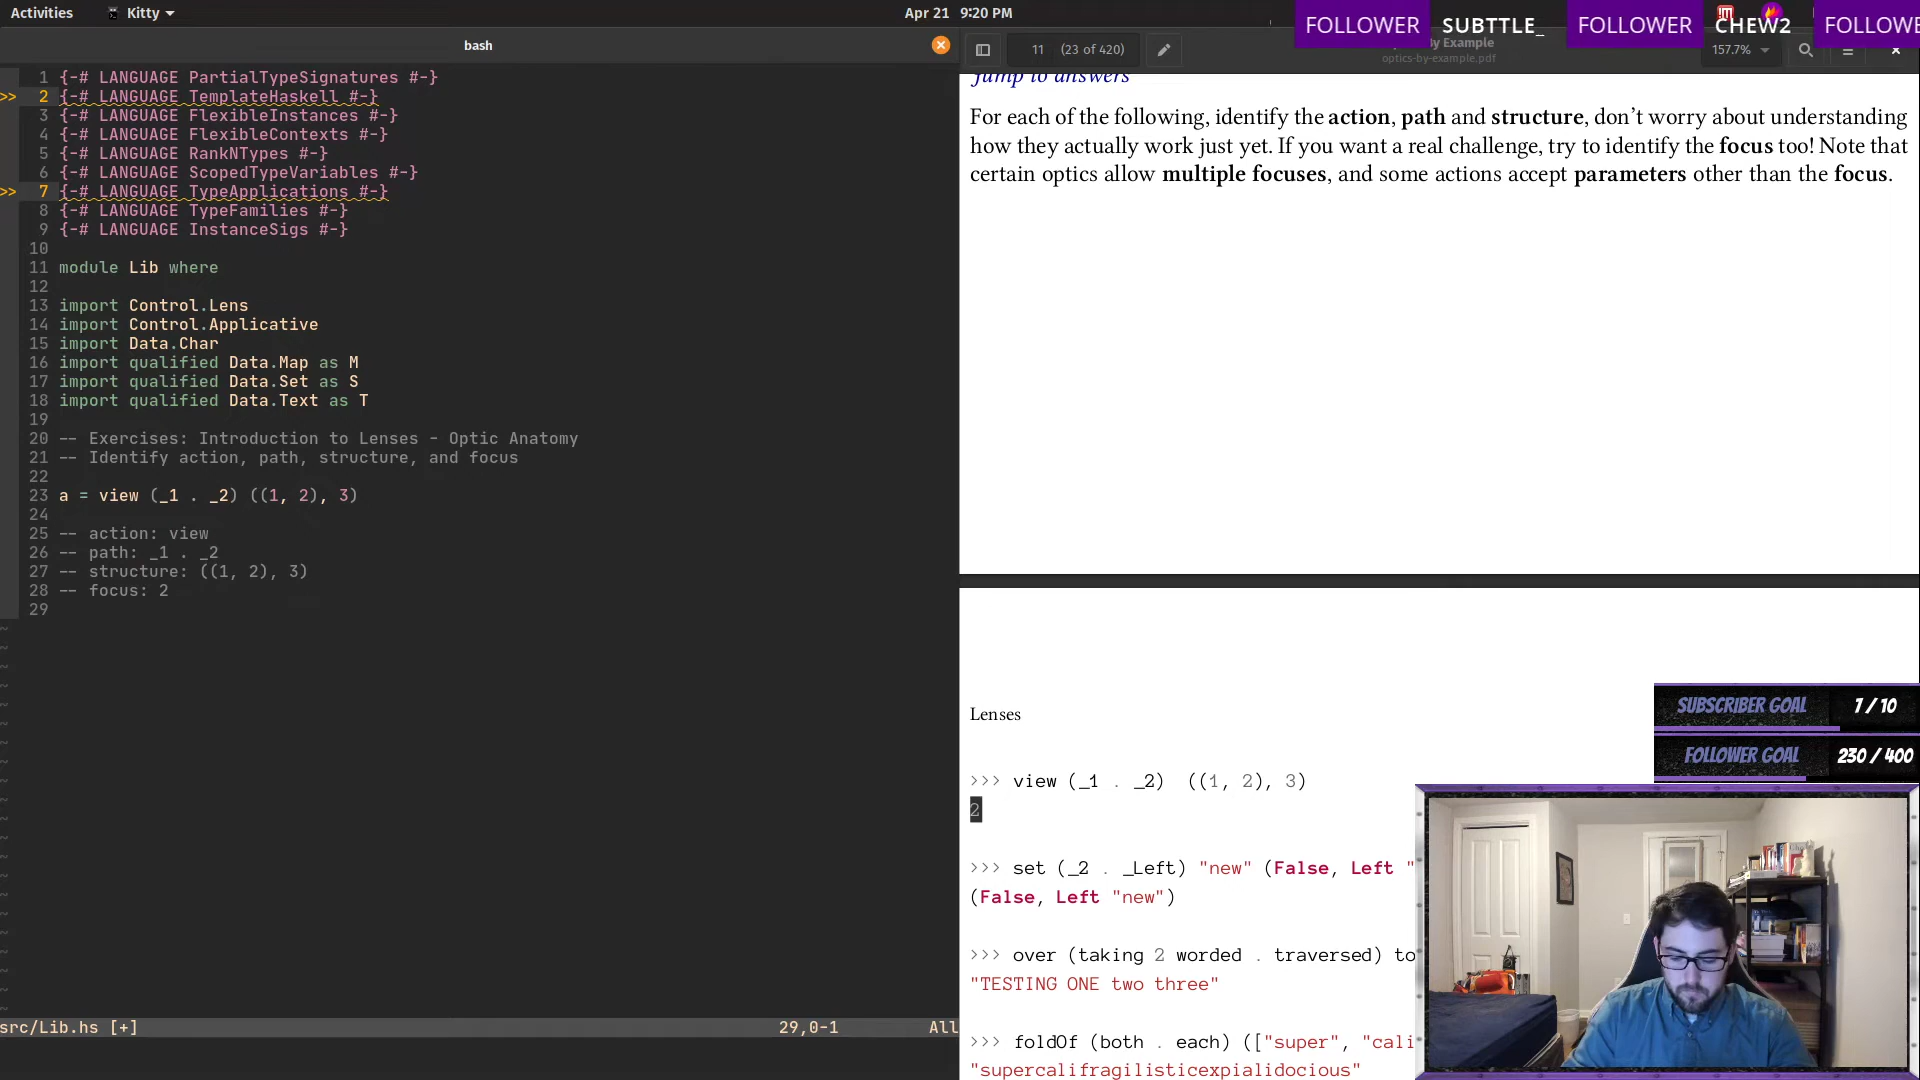 Activities
Kitty
Apr 21 9:20 PM
FOLLOWER SUBTTLE_ FOLLOWER CHEW2 FOLLOWE
bash
11 (23 of 420)
By Example
optics-by-example.pdf
157.7%
1 {-# LANGUAGE PartialTypeSignatures #-}
>> 2 {-# LANGUAGE TemplateHaskell #-}
3 {-# LANGUAGE FlexibleInstances #-}
4 {-# LANGUAGE FlexibleContexts #-}
5 {-# LANGUAGE RankNTypes #-}
6 {-# LANGUAGE ScopedTypeVariables #-}
>> 7 {-# LANGUAGE TypeApplications #-}
8 {-# LANGUAGE TypeFamilies #-}
9 {-# LANGUAGE InstanceSigs #-}
10
11 module Lib where
12
13 import Control.Lens
14 import Control.Applicative
15 import Data.Char
16 import qualified Data.Map as M
17 import qualified Data.Set as S
18 import qualified Data.Text as T
19
20 -- Exercises: Introduction to Lenses - Optic Anatomy
21 -- Identify action, path, structure, and focus
22
23 a = view (_1 . _2) ((1, 2), 3)
24
25 -- action: view
26 -- path: _1 . _2
27 -- structure: ((1, 2), 3)
28 -- focus: 2
29
src/Lib.hs [+] 29,0-1 All
Jump to answers
For each of the following, identify the action, path and structure, don’t worry about understanding
how they actually work just yet. If you want a real challenge, try to identify the focus too! Note that
certain optics allow multiple focuses, and some actions accept parameters other than the focus.
Lenses
>>> view (_1 . _2) ((1, 2), 3)
2
>>> set (_2 . _Left) "new" (False, Left "
(False, Left "new")
>>> over (taking 2 worded . traversed) to
"TESTING ONE two three"
>>> foldOf (both . each) (["super", "cali
"supercalifragilisticexpialidocious"
SUBSCRIBER GOAL 7 / 10
FOLLOWER GOAL 230 / 400